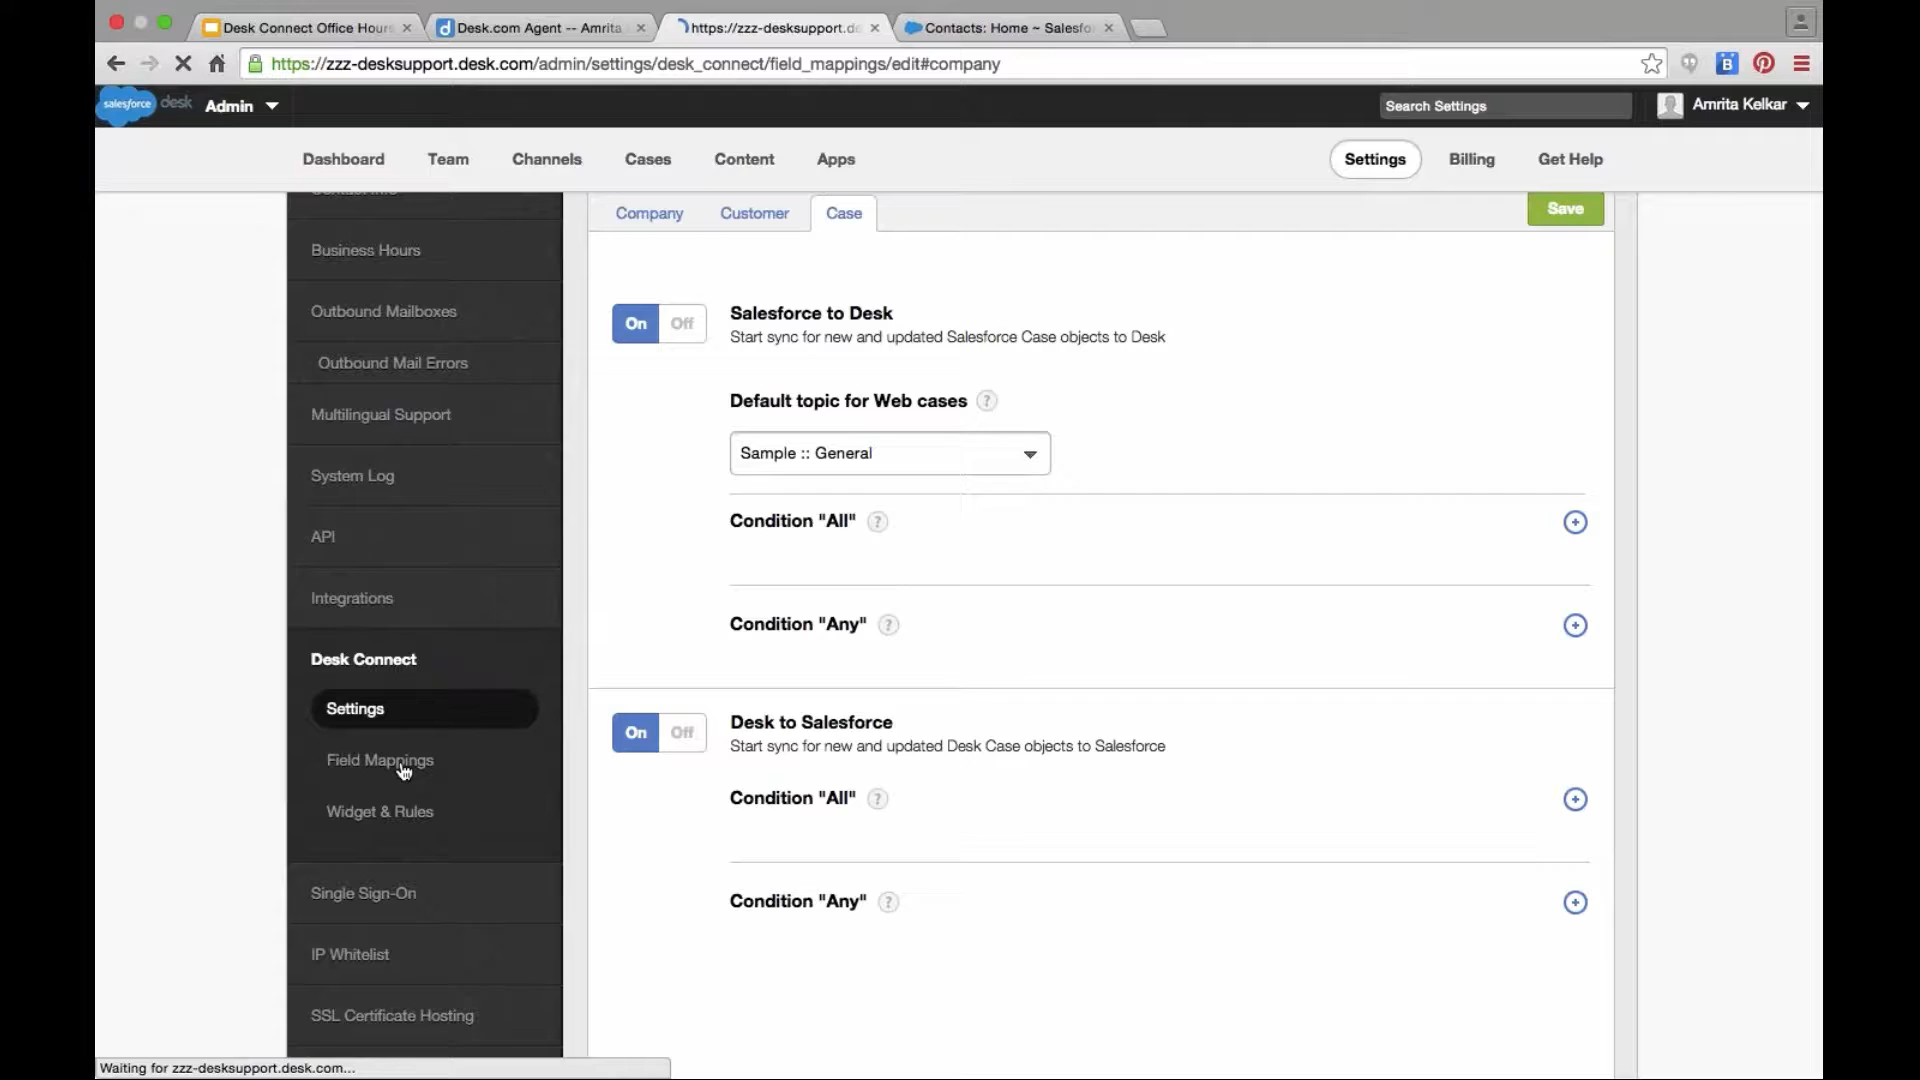 Desk Connect Office Hours
Desk.com Agent -- Amrita
https://zzz-desksupport.de
Contacts: Home ~ Salesfo
https://zzz-desksupport.desk.com/admin/settings/desk_connect/field_mappings/edit#company
B
salesforce desk Admin
Search Settings
Amrita Kelkar
Dashboard Team Channels Cases Content Apps Settings Billing Get Help
Company Customer Case Save
Business Hours
Outbound Mailboxes
Outbound Mail Errors
Multilingual Support
System Log
API
Integrations
Desk Connect
Settings
Field Mappings
Widget & Rules
Single Sign-On
IP Whitelist
SSL Certificate Hosting
On Off
Salesforce to Desk
Start sync for new and updated Salesforce Case objects to Desk
Default topic for Web cases ?
Sample :: General
Condition "All" ?
Condition "Any" ?
On Off
Desk to Salesforce
Start sync for new and updated Desk Case objects to Salesforce
Condition "All" ?
Condition "Any" ?
Waiting for zzz-desksupport.desk.com...